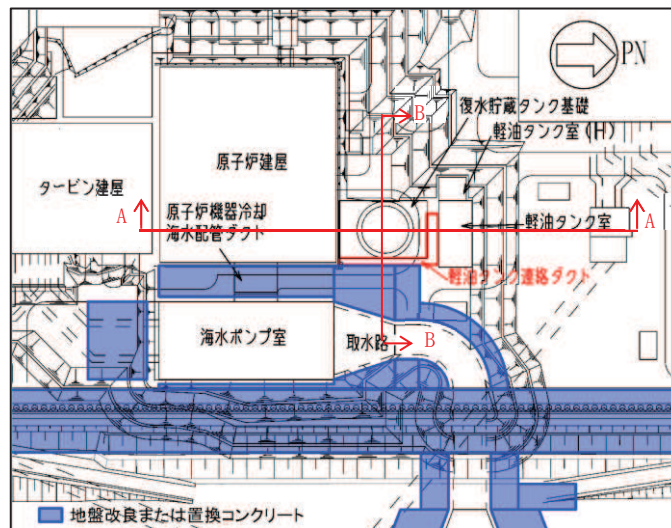 PN
復水貯蔵タンク基礎
B
軽油タンク室(H)
原子炉建屋
タービン建屋
A
A
原子炉機器冷却
海水配管ダクト
軽油タンク室
軽油タンク連絡ダクト
海水ポンプ室
取水路
B
地盤改良または置換コンクリート